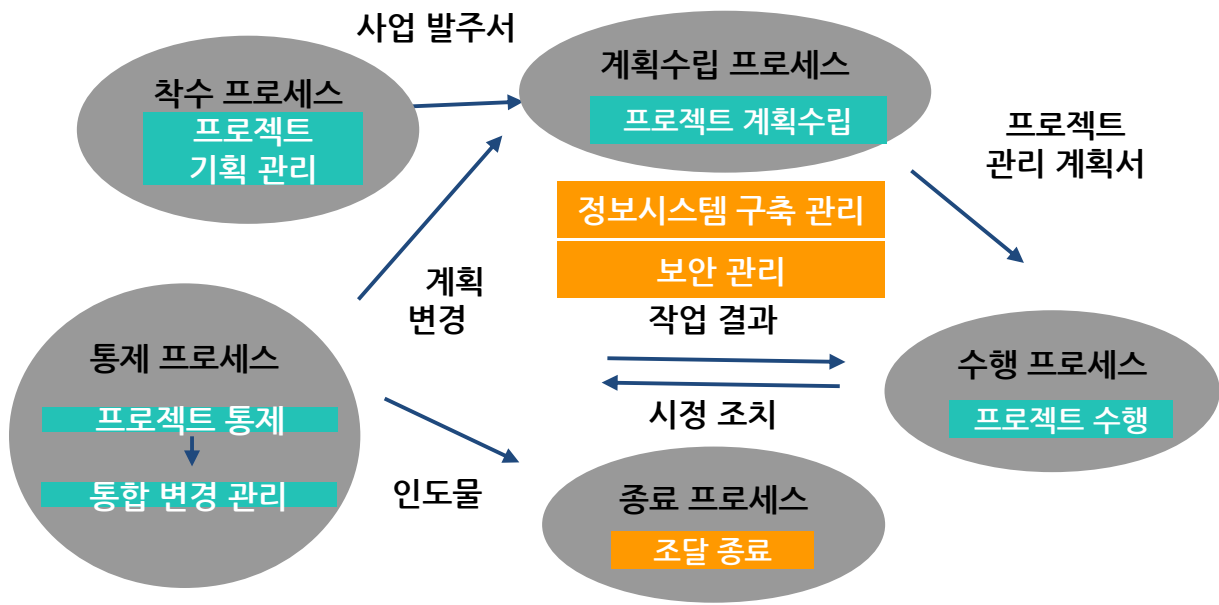 사업 발주서
착수 프로세스
프로젝트
기획 관리
계획수립 프로세스
프로젝트 계획수립
프로젝트
관리 계획서
정보시스템 구축 관리
보안 관리
계획
변경
작업 결과
시정 조치
통제 프로세스
프로젝트 통제
통합 변경 관리
수행 프로세스
프로젝트 수행
인도물
종료 프로세스
조달 종료